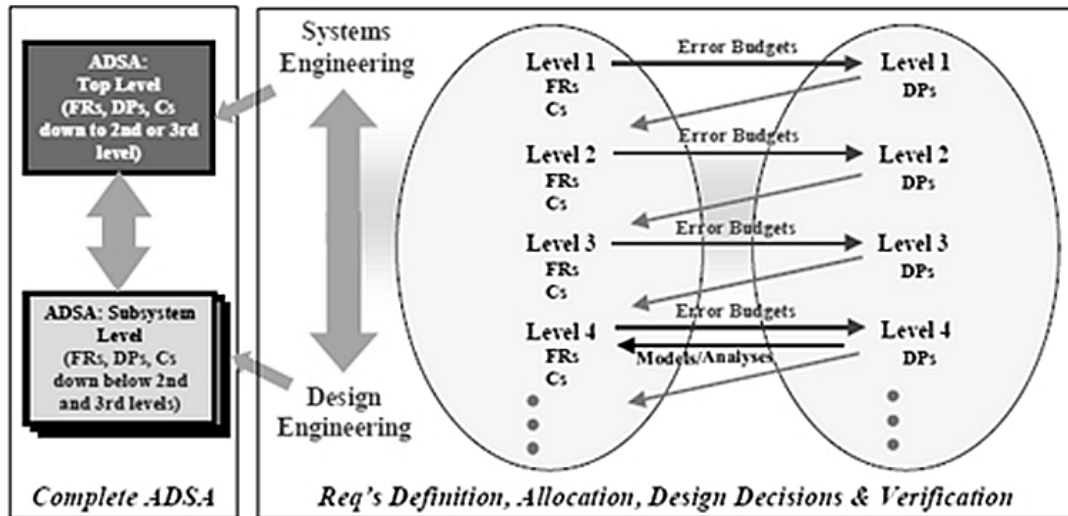 ADSA:
Top Level
(FRs, DPs, Cs
down to 2nd or 3rd
level)
ADSA: Subsystem
Level
(FRs, DPs, Cs
down below 2nd
and 3rd levels)
Complete ADSA
Systems
Engineering
Design
Engineering
Level 1
FRs
Cs
Error Budgets
Level 1
DPs
Level 2
FRs
Cs
Error Budgets
Level 2
DPs
Level 3
FRs
Cs
Error Budgets
Level 3
DPs
Level 4
FRs
Cs
Error Budgets
Models/Analyses
Level 4
DPs
Req's Definition, Allocation, Design Decisions & Verification